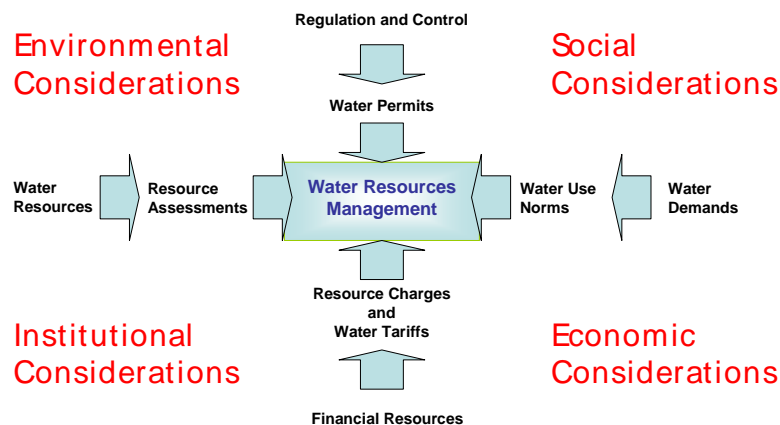 Regulation and Control
Environmental
Considerations
Social
Considerations
Water Permits
Water
Resources
Resource
Assessments
Water Resources
Management
Water Use
Norms
Water
Demands
Resource Charges
and
Water Tariffs
Institutional
Considerations
Economic
Considerations
Financial Resources